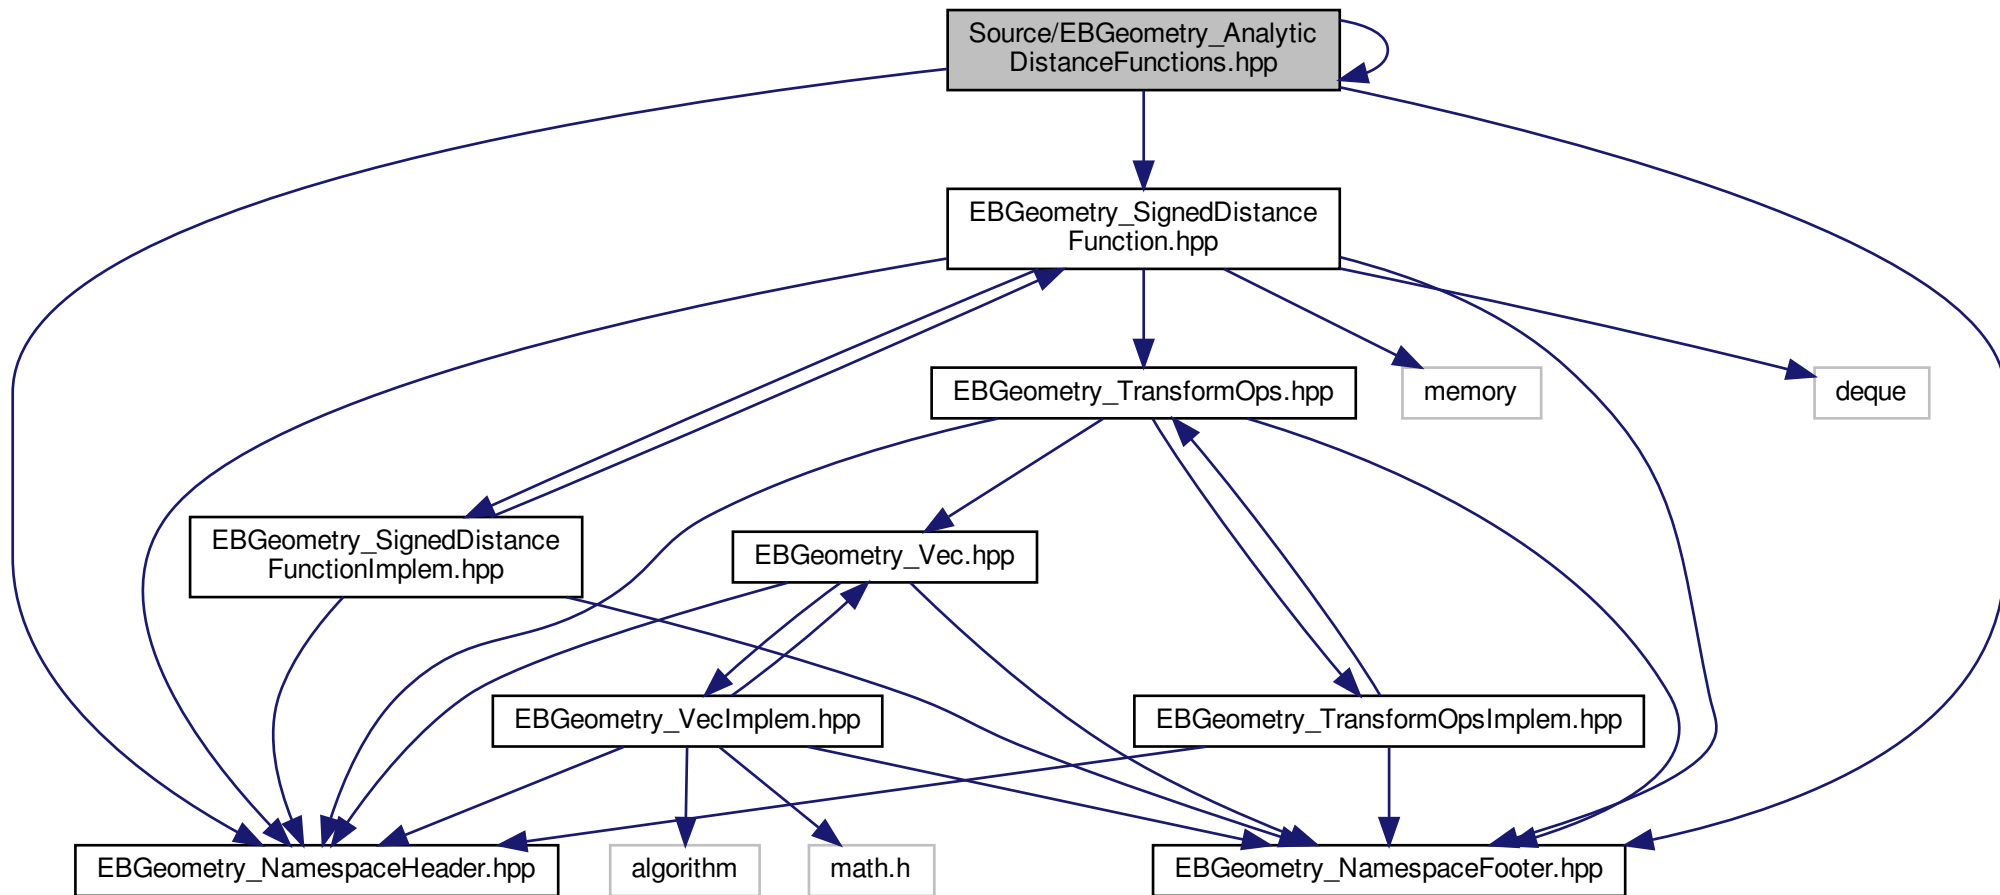 Source/EBGeometry_Analytic
DistanceFunctions.hpp
EBGeometry_SignedDistance
Function.hpp
EBGeometry_TransformOps.hpp
memory
deque
EBGeometry_SignedDistance
FunctionImplem.hpp
EBGeometry_Vec.hpp
EBGeometry_VecImplem.hpp
EBGeometry_TransformOpsImplem.hpp
EBGeometry_NamespaceHeader.hpp
algorithm
math.h
EBGeometry_NamespaceFooter.hpp